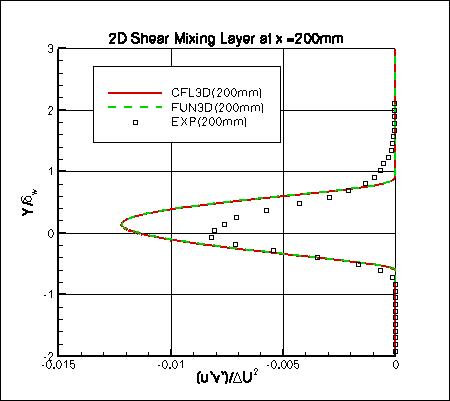 2D Shear Mixing Layer at x =200mm
3
CFL3D(200mm)
FUN3D(200mm)
EXP(200mm)
2
1
Y/δw
0
-1
-2
-0.015 -0.01 -0.005 0
(u'v')/ΔU²